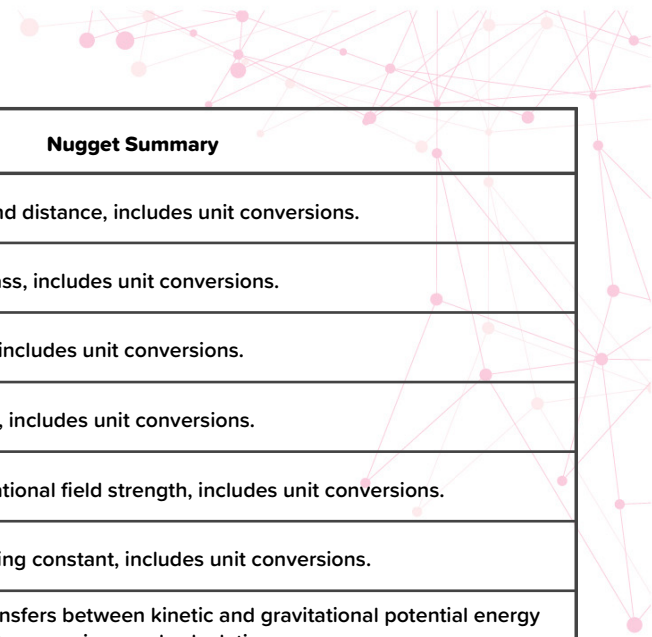 Nugget Summary
distance, includes unit conversions.
includes unit conversions.
includes unit conversions.
, includes unit conversions.
field strength, includes unit conversions.
constant, includes unit conversions.
between kinetic and gravitational potential energy